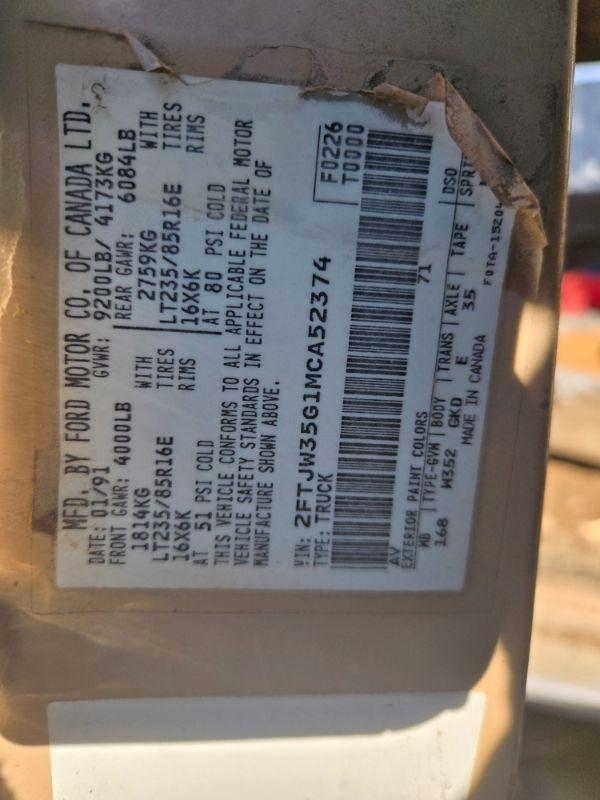 MFD. BY FORD MOTOR CO. OF CANADA LTD.
DATE: 01/91 GVWR: 9200LB/ 4173KG
FRONT GAWR: 4000LB REAR GAWR: 6084LB
1814KG WITH 2759KG WITH
LT235/85R16E TIRES LT235/85R16E TIRES
16X6K RIMS 16X6K RIMS
AT 51 PSI COLD AT 80 PSI COLD
THIS VEHICLE CONFORMS TO ALL APPLICABLE FEDERAL MOTOR
VEHICLE SAFETY STANDARDS IN EFFECT ON THE DATE OF
MANUFACTURE SHOWN ABOVE.
VIN: 2FTJW35G1MCA52374 F0226
TYPE: TRUCK T0000
AV 71
EXTERIOR PAINT COLORS DSO
WB TYPE-GVW BODY TRANS AXLE TAPE
168 W352 GKD E 35
MADE IN CANADA